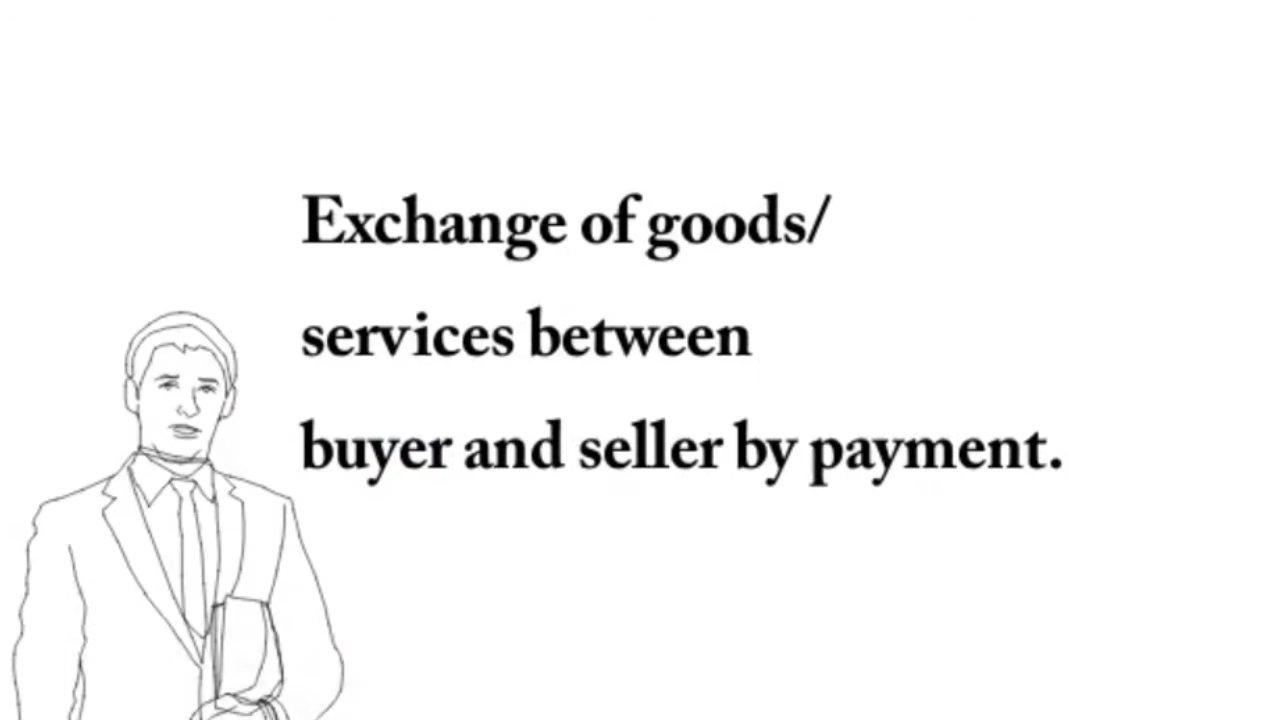 Exchange of goods/
services between
buyer and seller by payment.